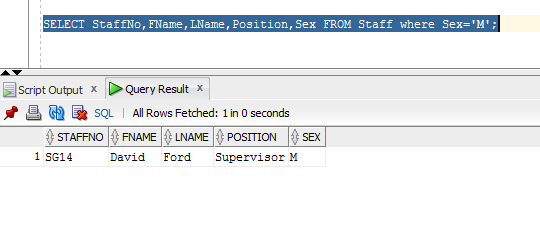 SELECT StaffNo,FName,LName,Position,Sex FROM Staff where Sex='M';
Script Output x Query Result x
SQL | All Rows Fetched: 1 in 0 seconds
STAFFNO FNAME LNAME POSITION SEX
1 SG14 David Ford Supervisor M